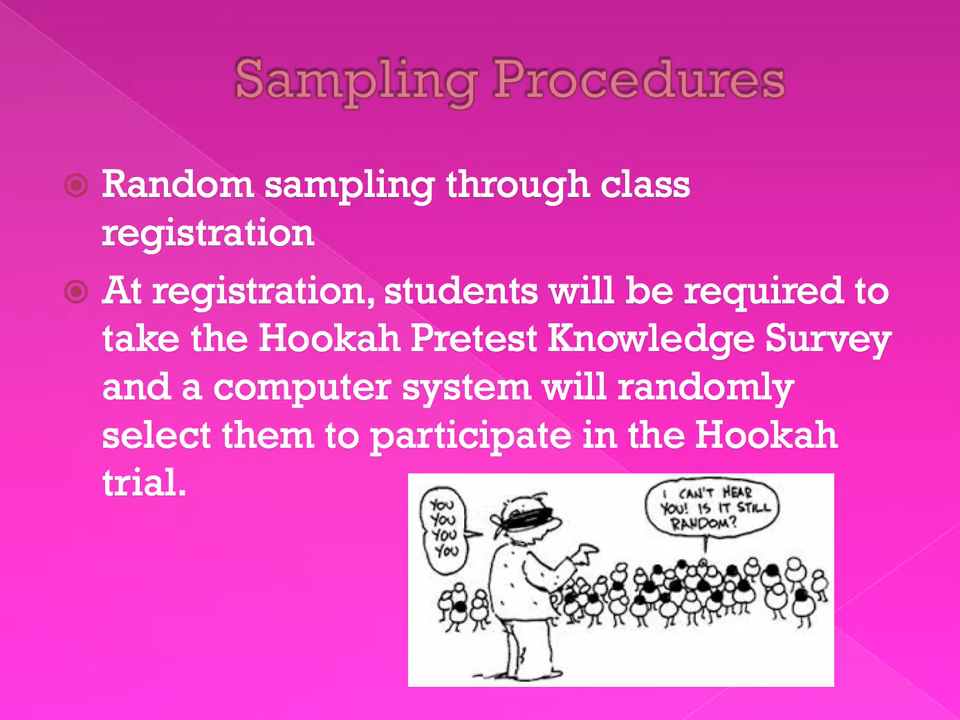 Sampling Procedures
Random sampling through class
registration
At registration, students will be required to
take the Hookah Pretest Knowledge Survey
and a computer system will randomly
select them to participate in the Hookah
trial.
YOU
YOU
YOU
YOU
I CAN'T HEAR
YOU! IS IT STILL
RANDOM?